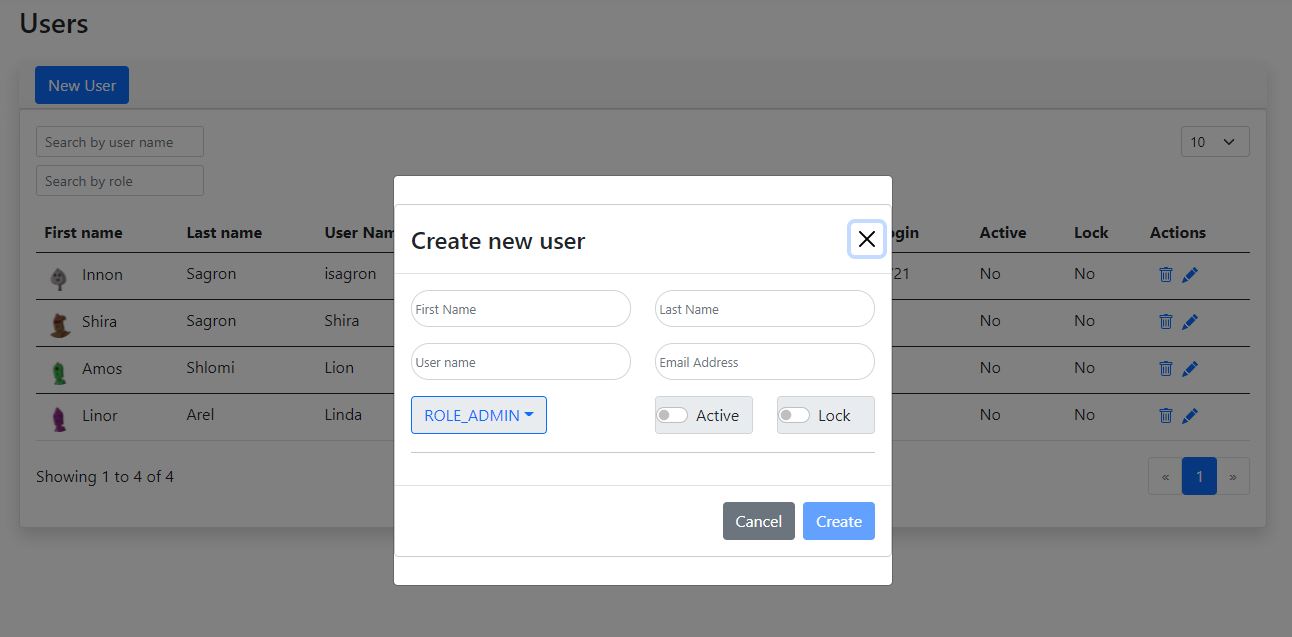 Users
New User
Search by user name
10
Search by role
First name Last name User Nam gin Active Lock Actions
Innon Sagron isagron /21 No No
Shira Sagron Shira No No
Amos Shlomi Lion No No
Linor Arel Linda No No
Showing 1 to 4 of 4
« 1 »
Create new user
First Name Last Name
User name Email Address
ROLE_ADMIN Active Lock
Cancel Create